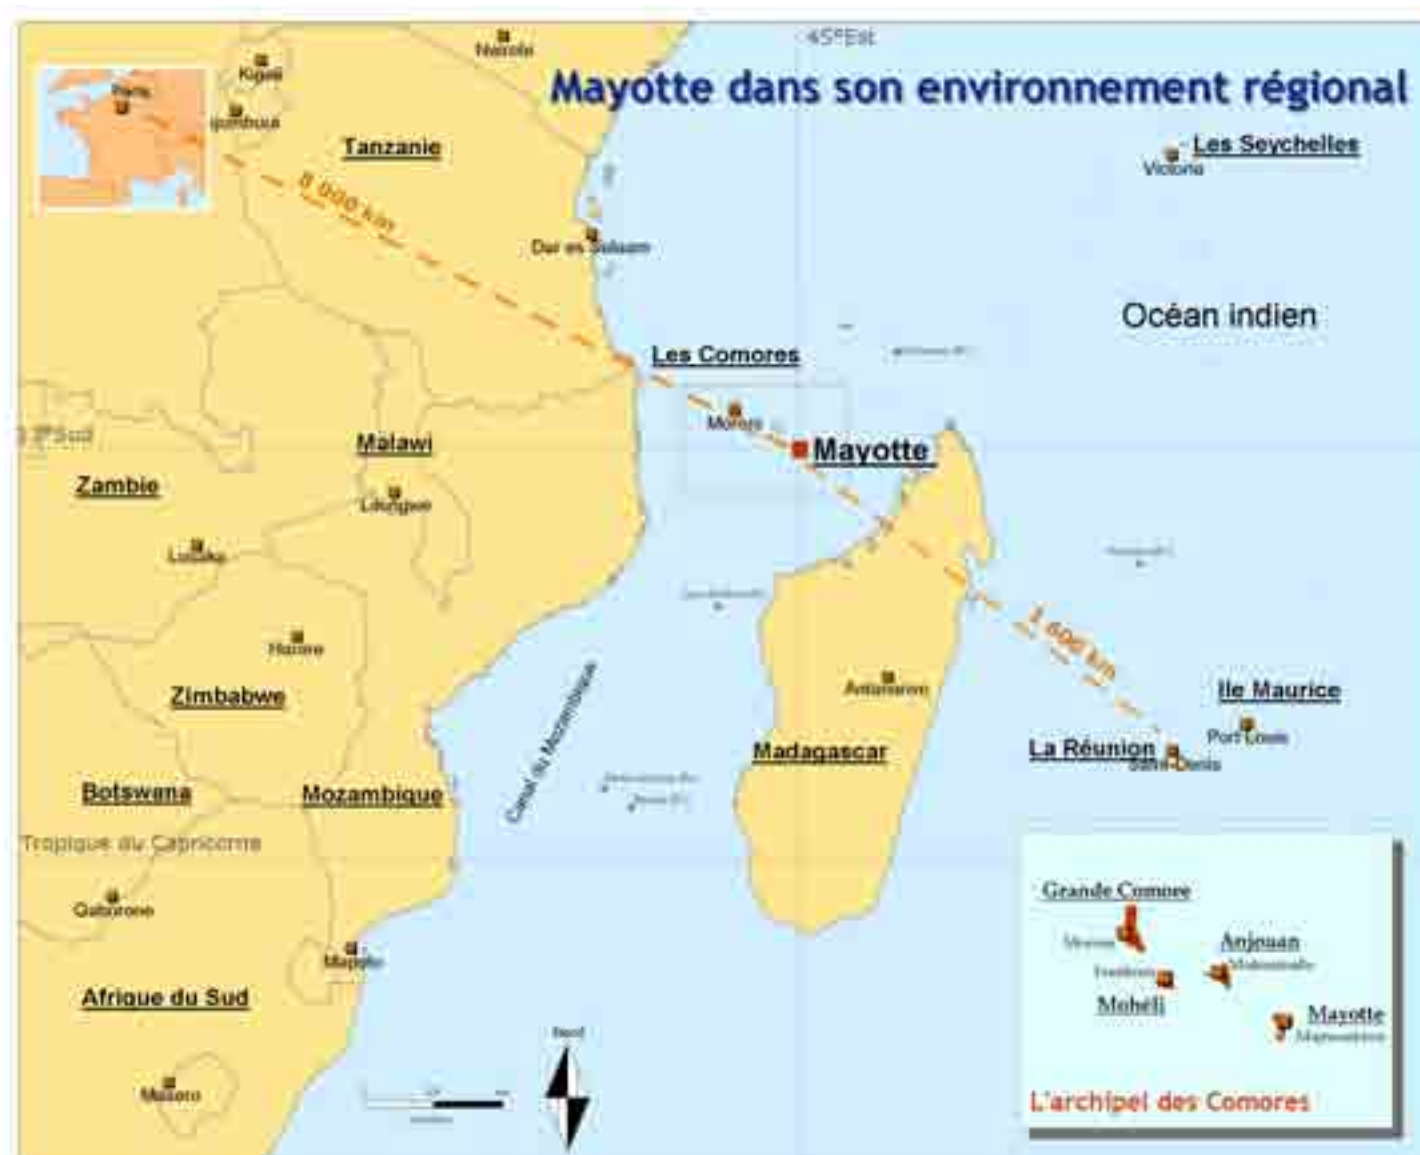 45°Est
Nairobi
Kigali
Mayotte dans son environnement régional
Paris
Tanzanie
Les Seychelles
Victoria
8 000 km
Dar es Salaam
Océan indien
Les Comores
Moroni
Mayotte
Malawi
Zambie
Lilongwe
Lusaka
Harare
1 600 km
Zimbabwe
Canal du Mozambique
Antananarivo
Ile Maurice
Port Louis
Madagascar
La Réunion
Saint-Denis
Botswana
Mozambique
Tropique du Capricorne
Gaborone
Maputo
Afrique du Sud
Maseru
Nord
Grande Comore
Moroni
Anjouan
Mohéli
Mayotte
L'archipel des Comores